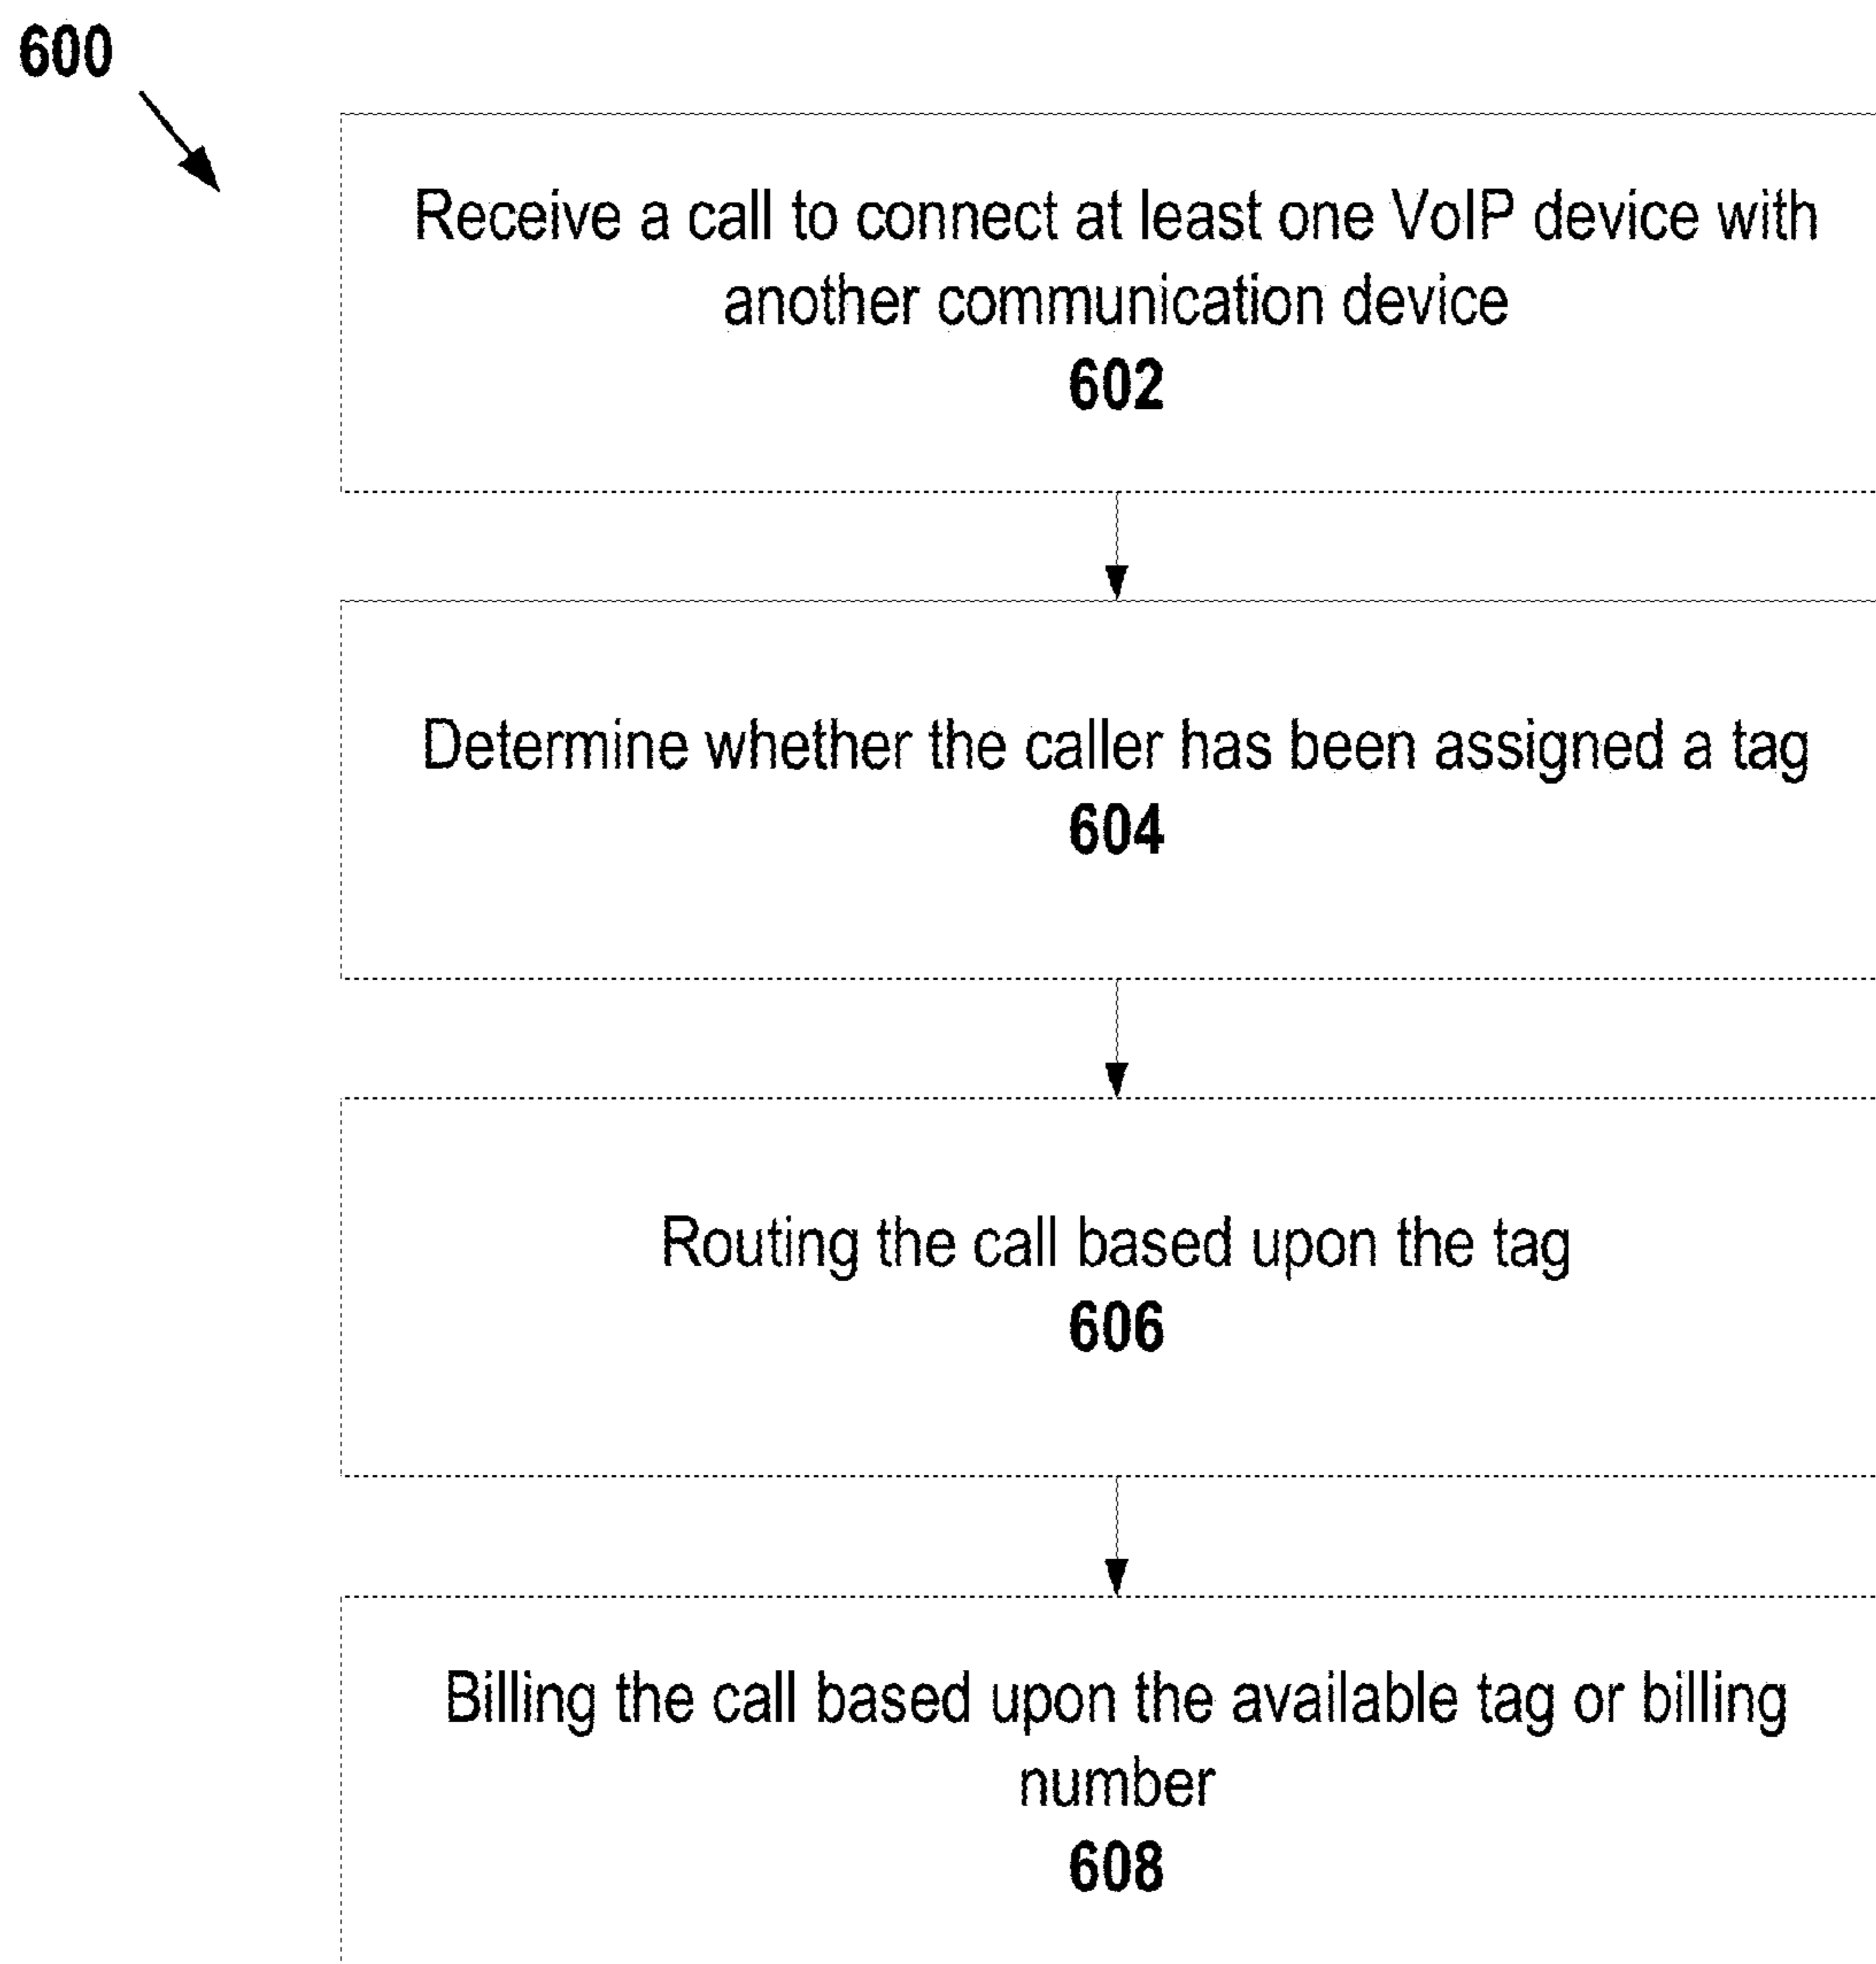 600
Receive a call to connect at least one VoIP device with
another communication device
602
Determine whether the caller has been assigned a tag
604
Routing the call based upon the tag
606
Billing the call based upon the available tag or billing
number
608